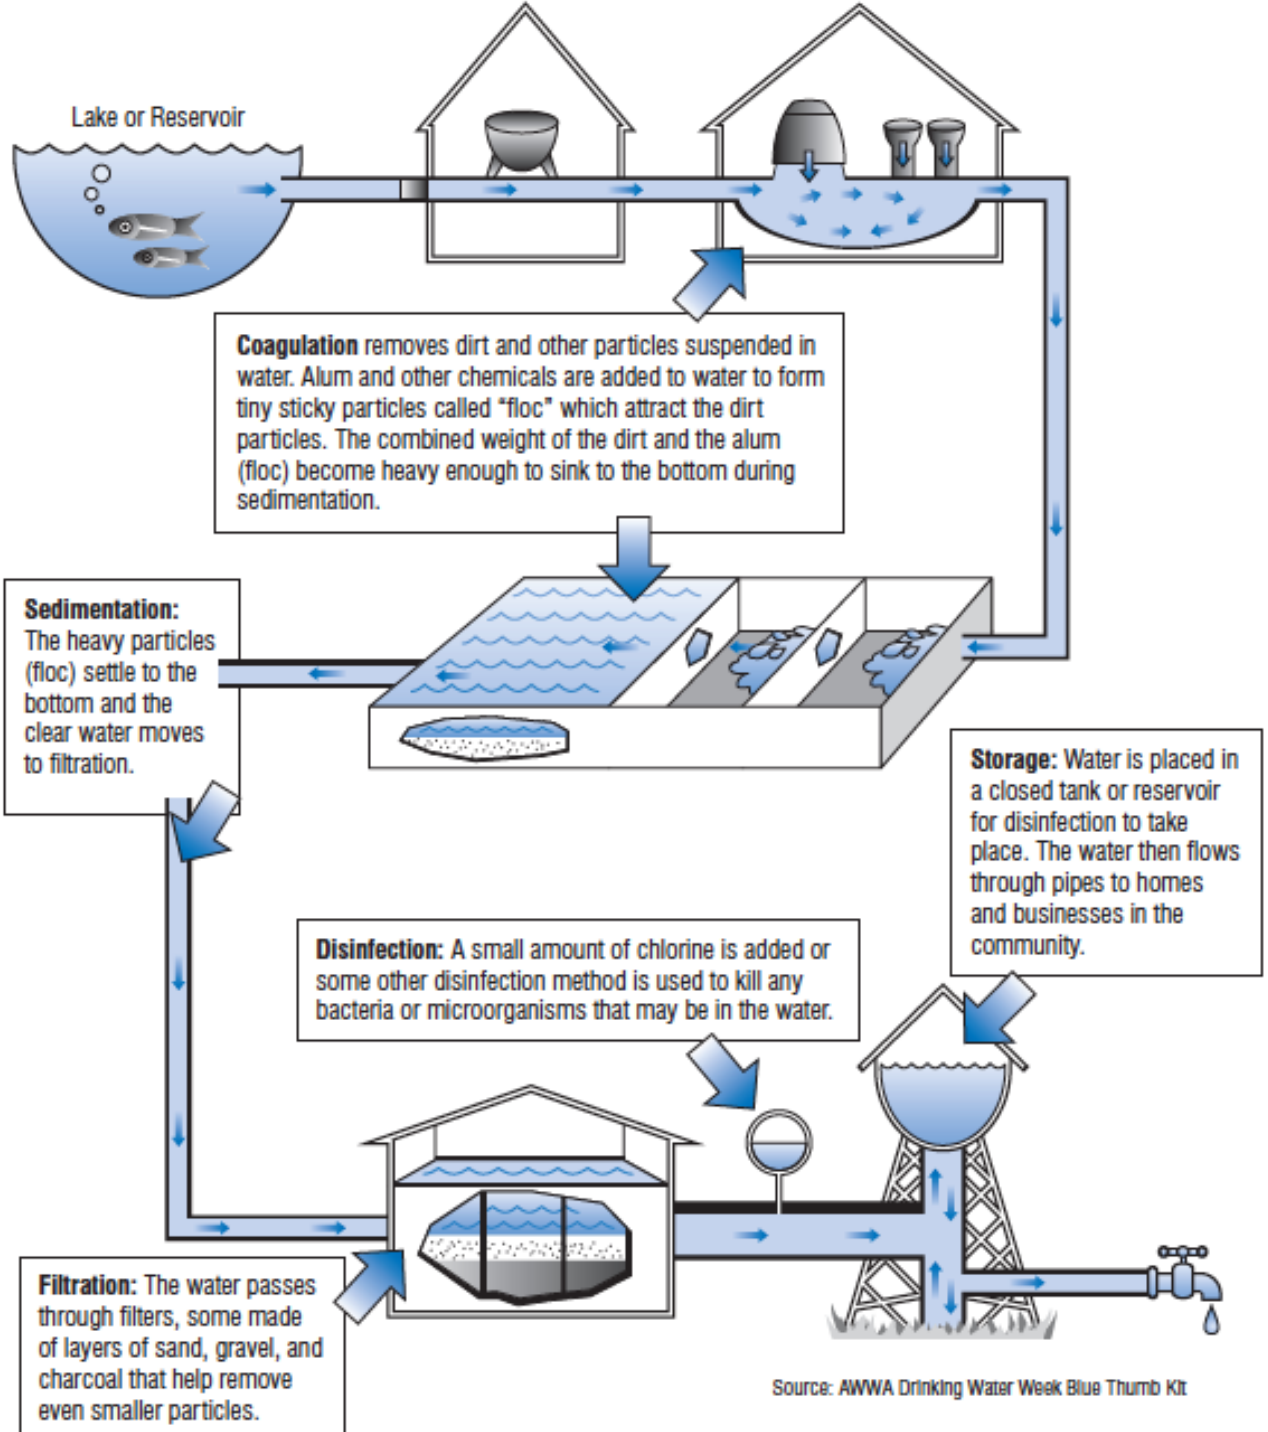 Lake or Reservoir
Coagulation removes dirt and other particles suspended in
water. Alum and other chemicals are added to water to form
tiny sticky particles called “floc” which attract the dirt
particles. The combined weight of the dirt and the alum
(floc) become heavy enough to sink to the bottom during
sedimentation.
Sedimentation:
The heavy particles
(floc) settle to the
bottom and the
clear water moves
to filtration.
Storage: Water is placed in
a closed tank or reservoir
for disinfection to take
place. The water then flows
through pipes to homes
and businesses in the
community.
Disinfection: A small amount of chlorine is added or
some other disinfection method is used to kill any
bacteria or microorganisms that may be in the water.
Filtration: The water passes
through filters, some made
of layers of sand, gravel, and
charcoal that help remove
even smaller particles.
Source: AWWA Drinking Water Week Blue Thumb Kit